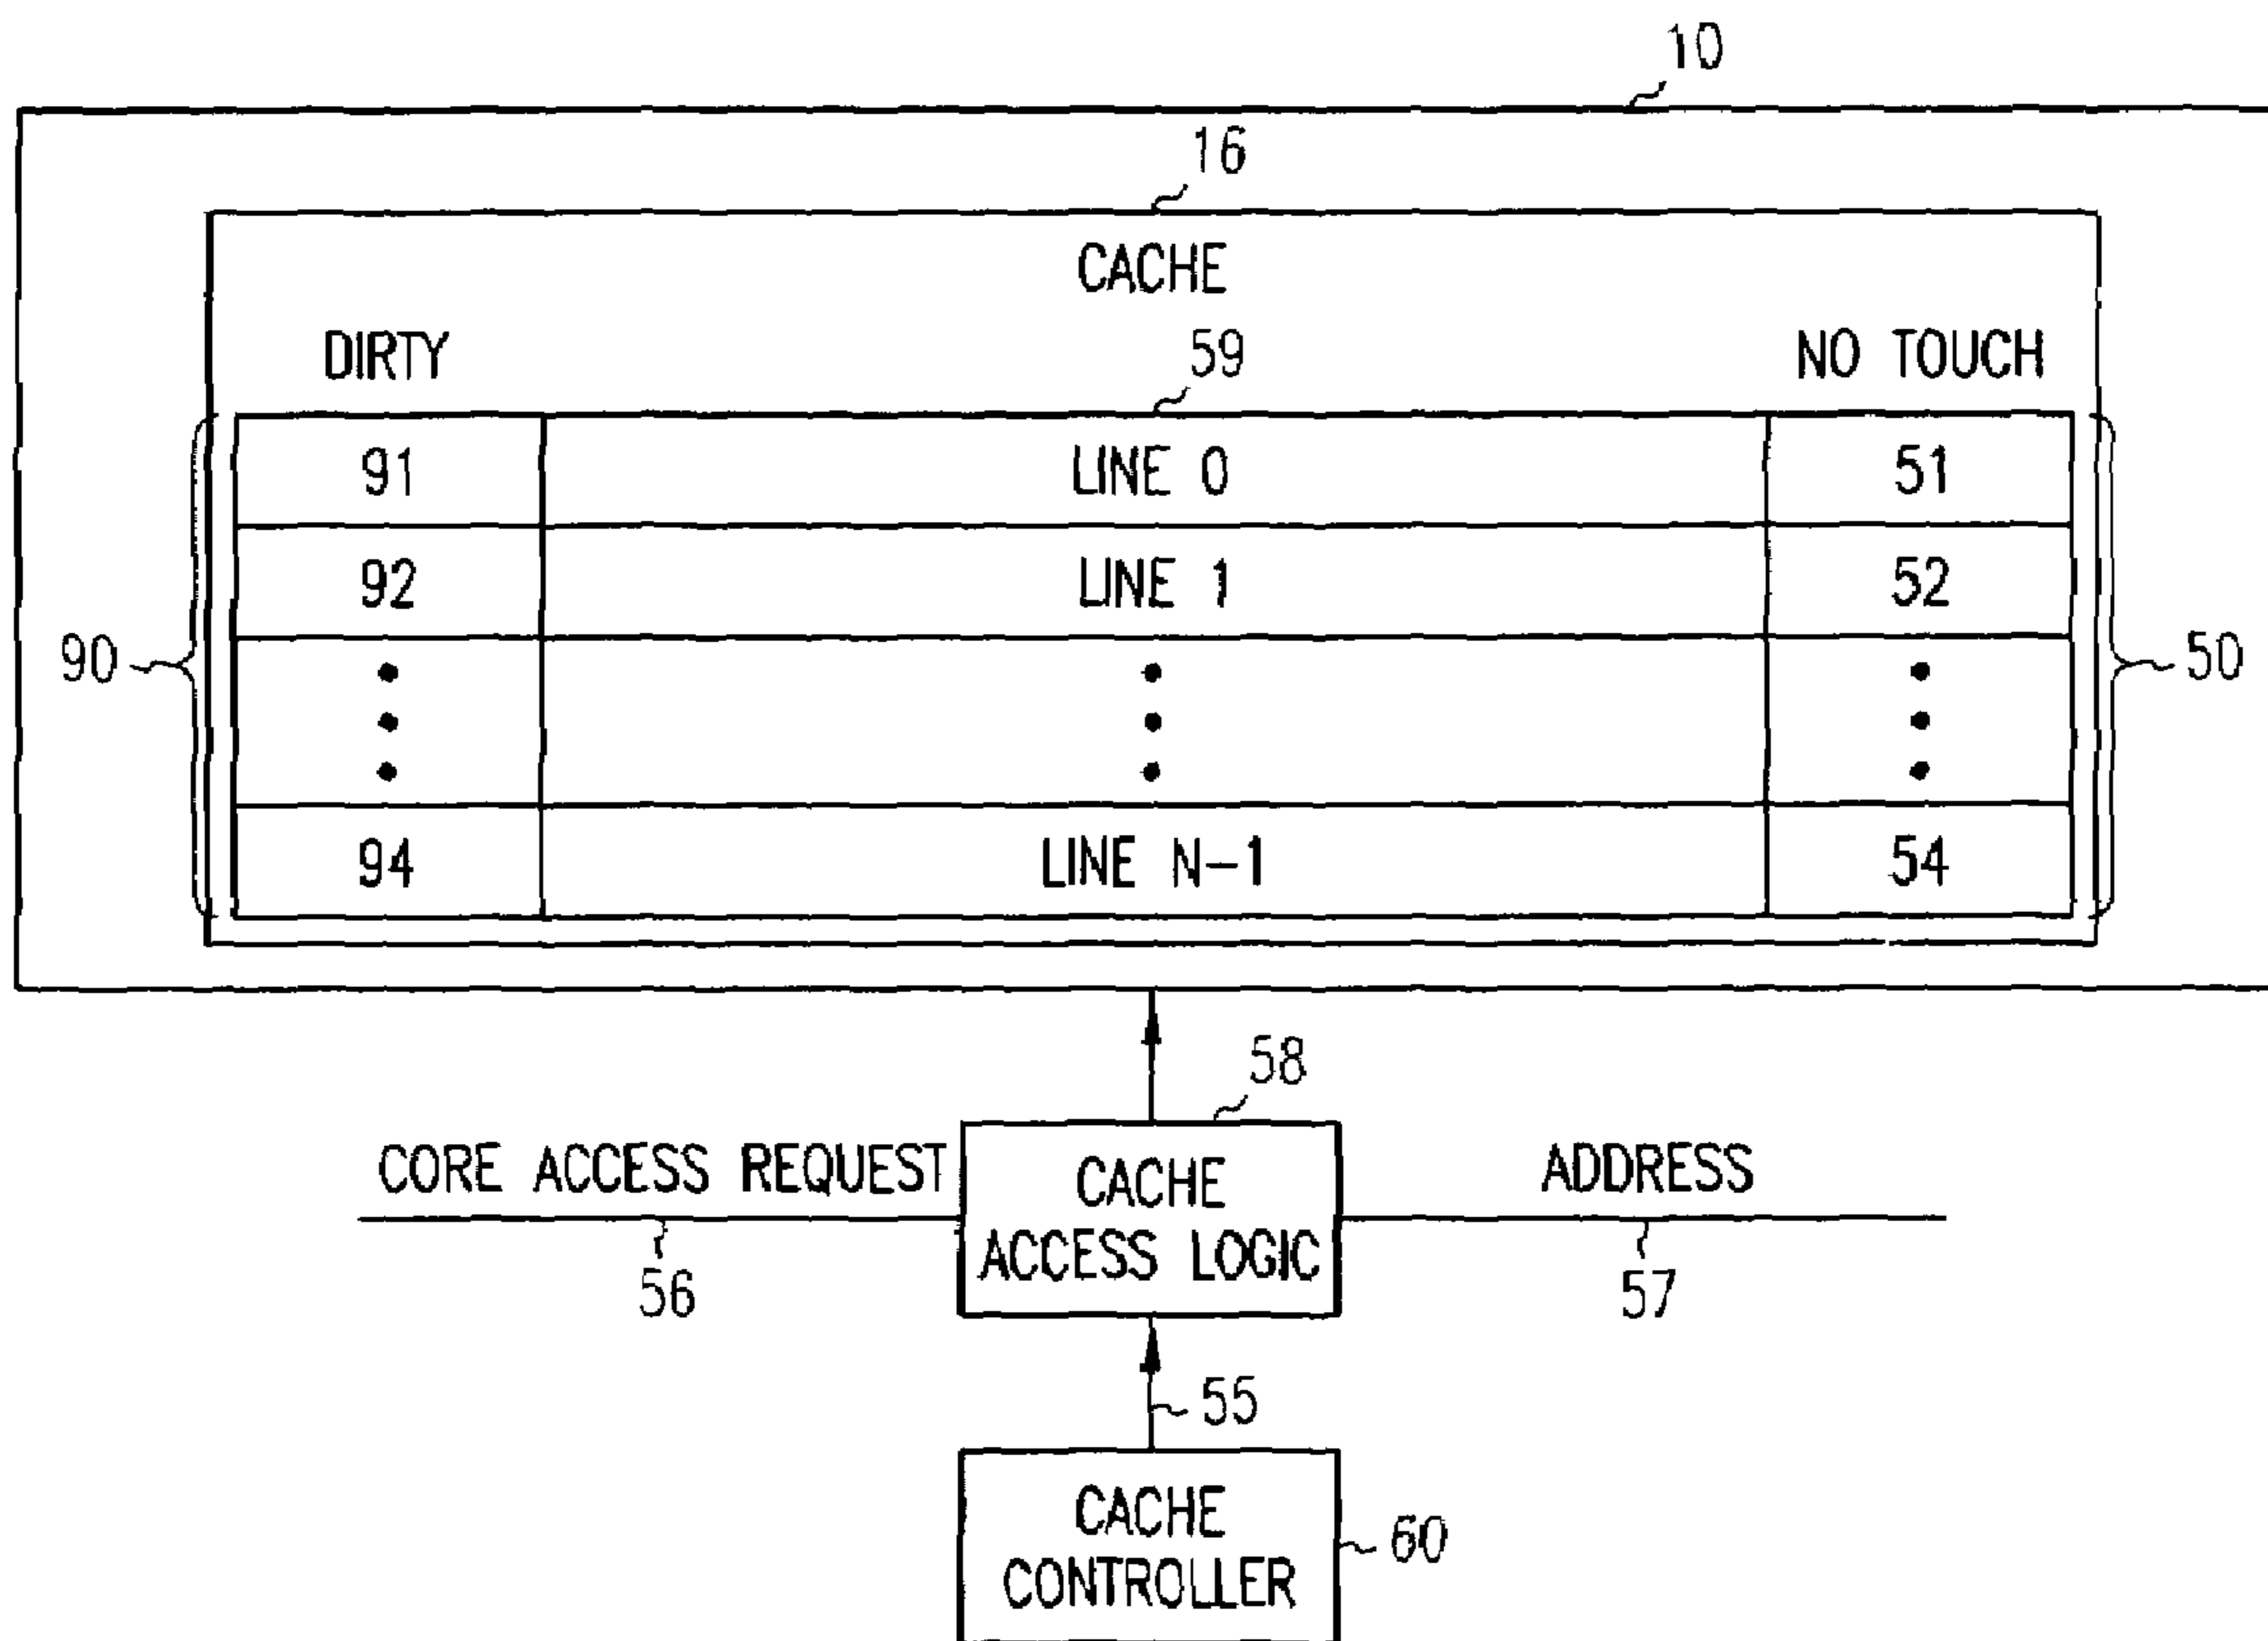 10
16
CACHE
DIRTY 59 NO TOUCH
91 LINE 0 51
92 LINE 1 52
90 50
94 LINE N-1 54
58
CORE ACCESS REQUEST CACHE ACCESS LOGIC ADDRESS
56 57
55
CACHE
CONTROLLER 60